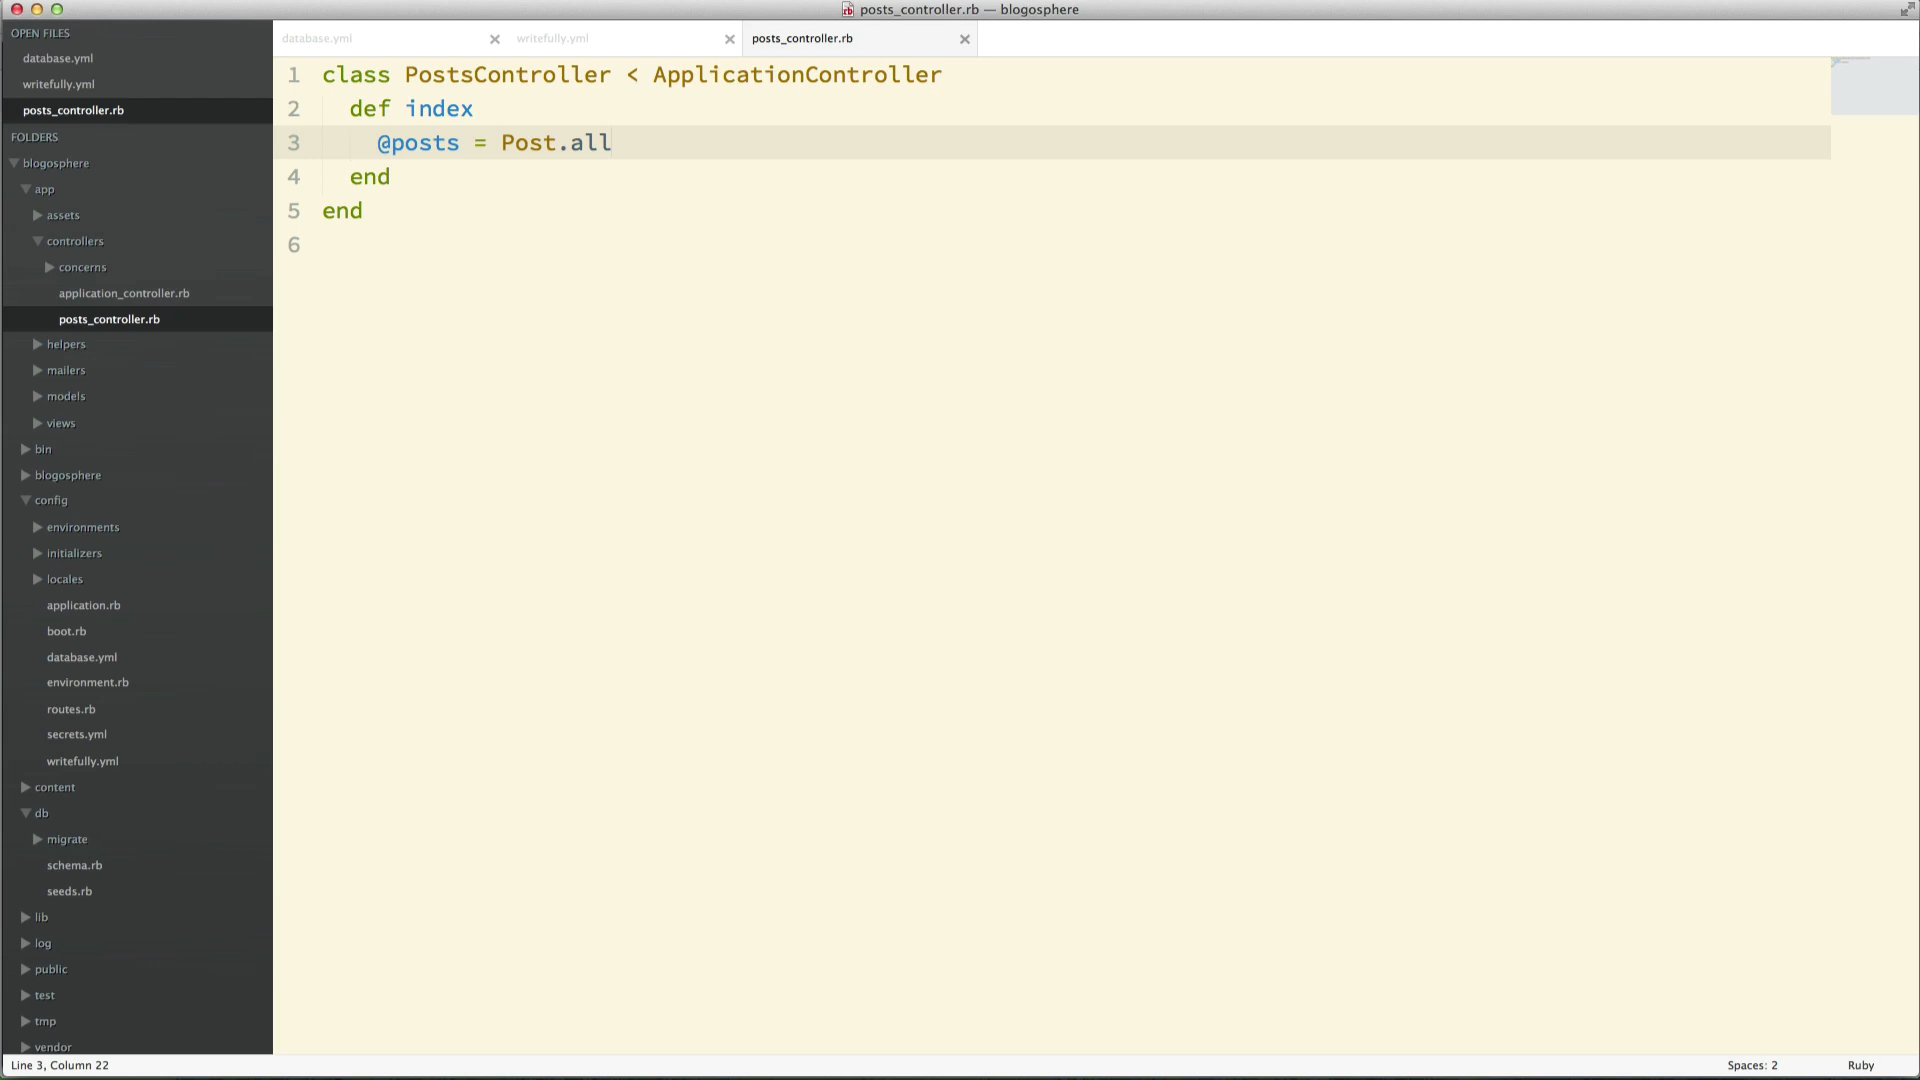 posts_controller.rb — blogosphere
OPEN FILES
database.yml
writefully.yml
posts_controller.rb
FOLDERS
blogosphere
app
assets
controllers
concerns
application_controller.rb
posts_controller.rb
helpers
mailers
models
views
bin
blogosphere
config
environments
initializers
locales
application.rb
boot.rb
database.yml
environment.rb
routes.rb
secrets.yml
writefully.yml
content
db
migrate
schema.rb
seeds.rb
lib
log
public
test
tmp
vendor
database.yml writefully.yml posts_controller.rb
1 class PostsController < ApplicationController
2 def index
3 @posts = Post.all
4 end
5 end
6
Line 3, Column 22 Spaces: 2 Ruby